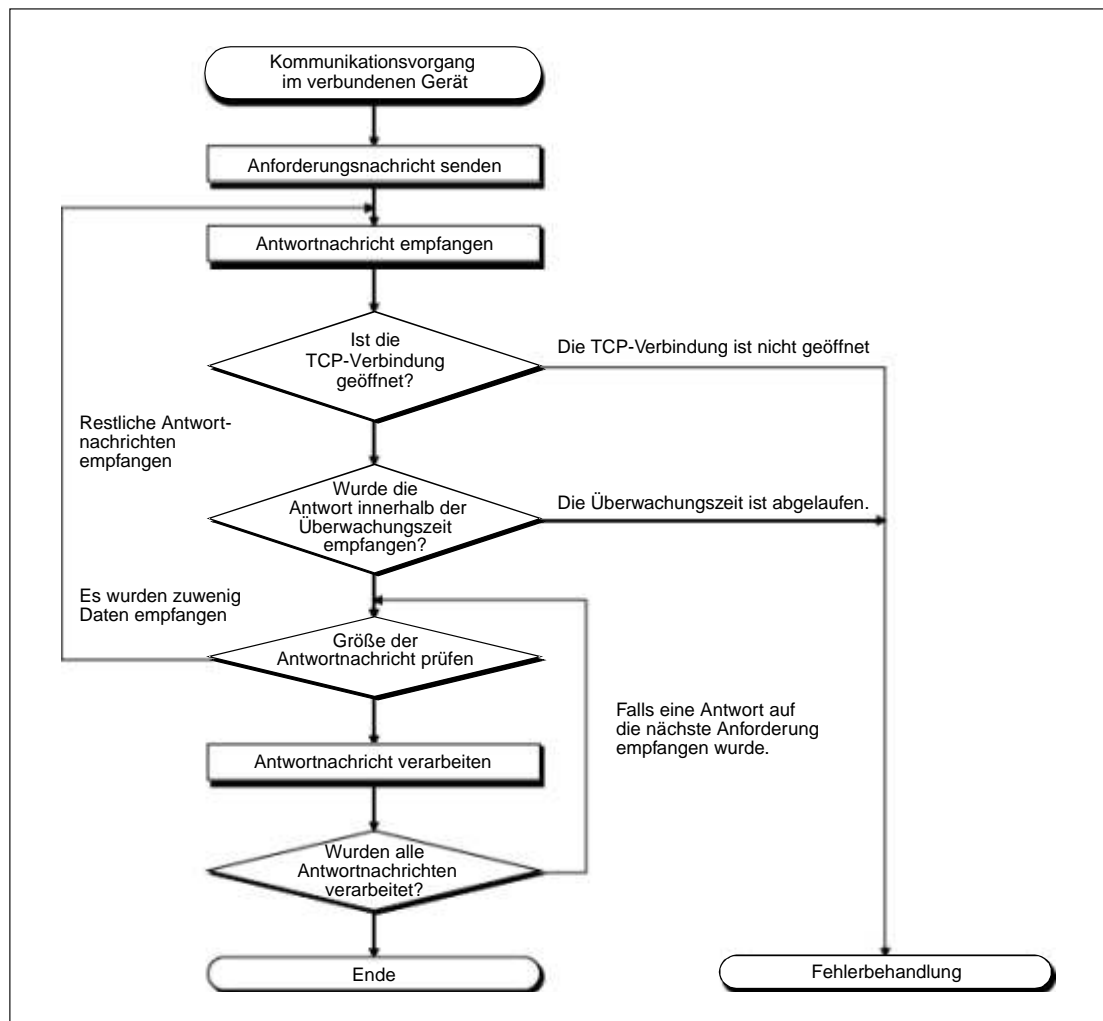 Kommunikationsvorgang
im verbundenen Gerät
Anforderungsnachricht senden
Antwortnachricht empfangen
Ist die
TCP-Verbindung
geöffnet?
Die TCP-Verbindung ist nicht geöffnet
Restliche Antwort-
nachrichten
empfangen
Wurde die
Antwort innerhalb der
Überwachungszeit
empfangen?
Die Überwachungszeit ist abgelaufen.
Es wurden zuwenig
Daten empfangen
Größe der
Antwortnachricht prüfen
Falls eine Antwort auf
die nächste Anforderung
empfangen wurde.
Antwortnachricht verarbeiten
Wurden alle
Antwortnachrichten
verarbeitet?
Ende
Fehlerbehandlung